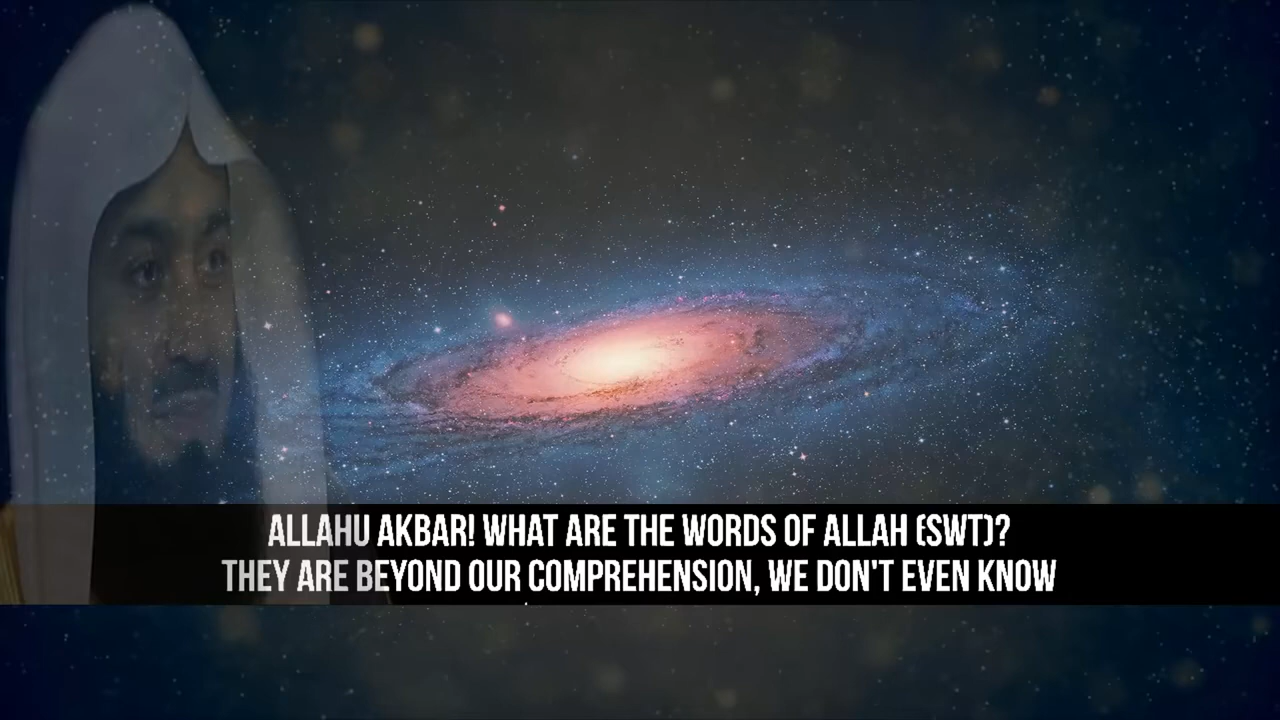 ALLAHU AKBAR! WHAT ARE THE WORDS OF ALLAH (SWT)?
THEY ARE BEYOND OUR COMPREHENSION, WE DON'T EVEN KNOW